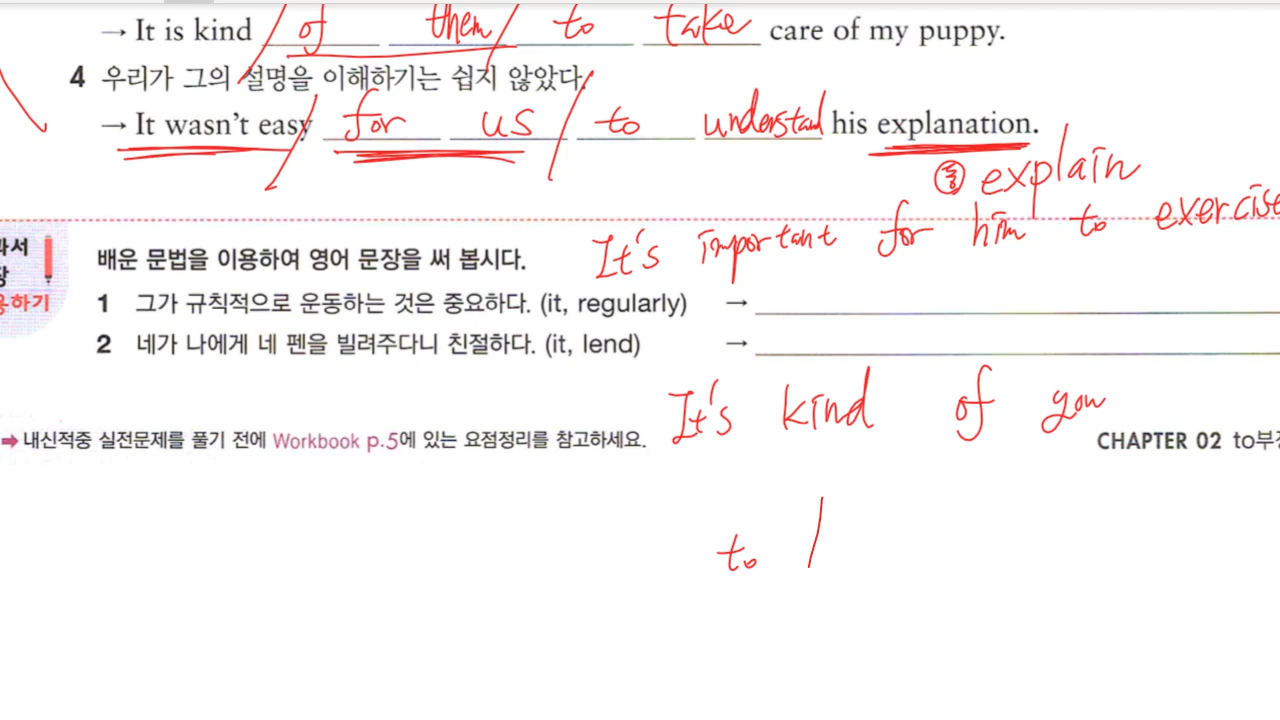 → It is kind of them to take care of my puppy.
4 우리가 그의 설명을 이해하기는 쉽지 않았다.
→ It wasn't easy for us to understand his explanation.
동 explain
It's important for him to exercise
배운 문법을 이용하여 영어 문장을 써 봅시다.
1 그가 규칙적으로 운동하는 것은 중요하다. (it, regularly) →
2 네가 나에게 네 펜을 빌려주다니 친절하다. (it, lend) →
It's kind of you
➡ 내신적중 실전문제를 풀기 전에 Workbook p.5에 있는 요점정리를 참고하세요.
CHAPTER 02 to부정
to l